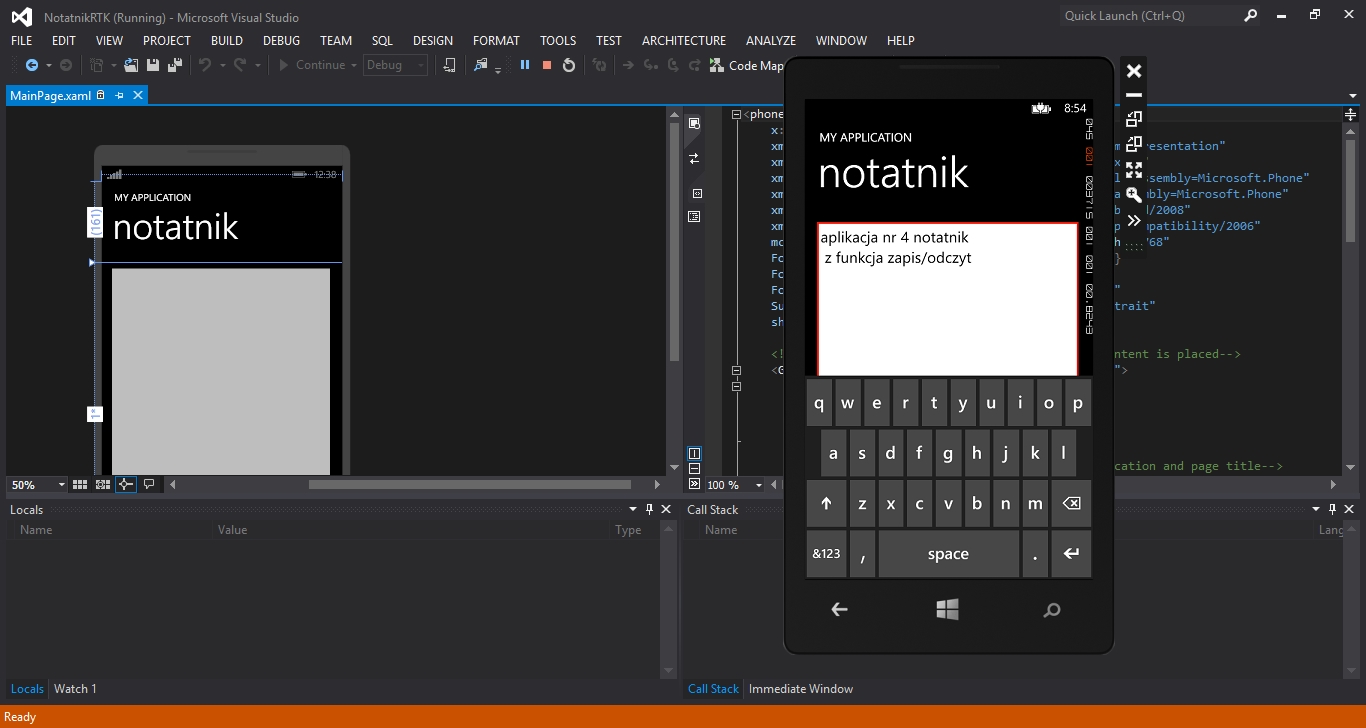 NotatnikRTK (Running) - Microsoft Visual Studio
Quick Launch (Ctrl+Q)
FILE EDIT VIEW PROJECT BUILD DEBUG TEAM SQL DESIGN FORMAT TOOLS TEST ARCHITECTURE ANALYZE WINDOW HELP
Continue Debug Code Map
MainPage.xaml
12:38
MY APPLICATION
notatnik
(161)
1*
50%
<phone
x:
xm
xm
xm
xm
xm
xm
mc
Fo
Fo
Fo
Su
sh
<!
<G
resentation"
x
ssembly=Microsoft.Phone"
mbly=Microsoft.Phone"
/2008"
mpatibility/2006"
68"
}
"
trait"
ntent is placed-->
">
cation and page title-->
100 %
8:54
MY APPLICATION
notatnik
aplikacja nr 4 notatnik
z funkcja zapis/odczyt
q w e r t y u i o p
a s d f g h j k l
z x c v b n m
&123 , space .
Locals
Name Value Type
Call Stack
Name Lang
Locals Watch 1
Call Stack Immediate Window
Ready